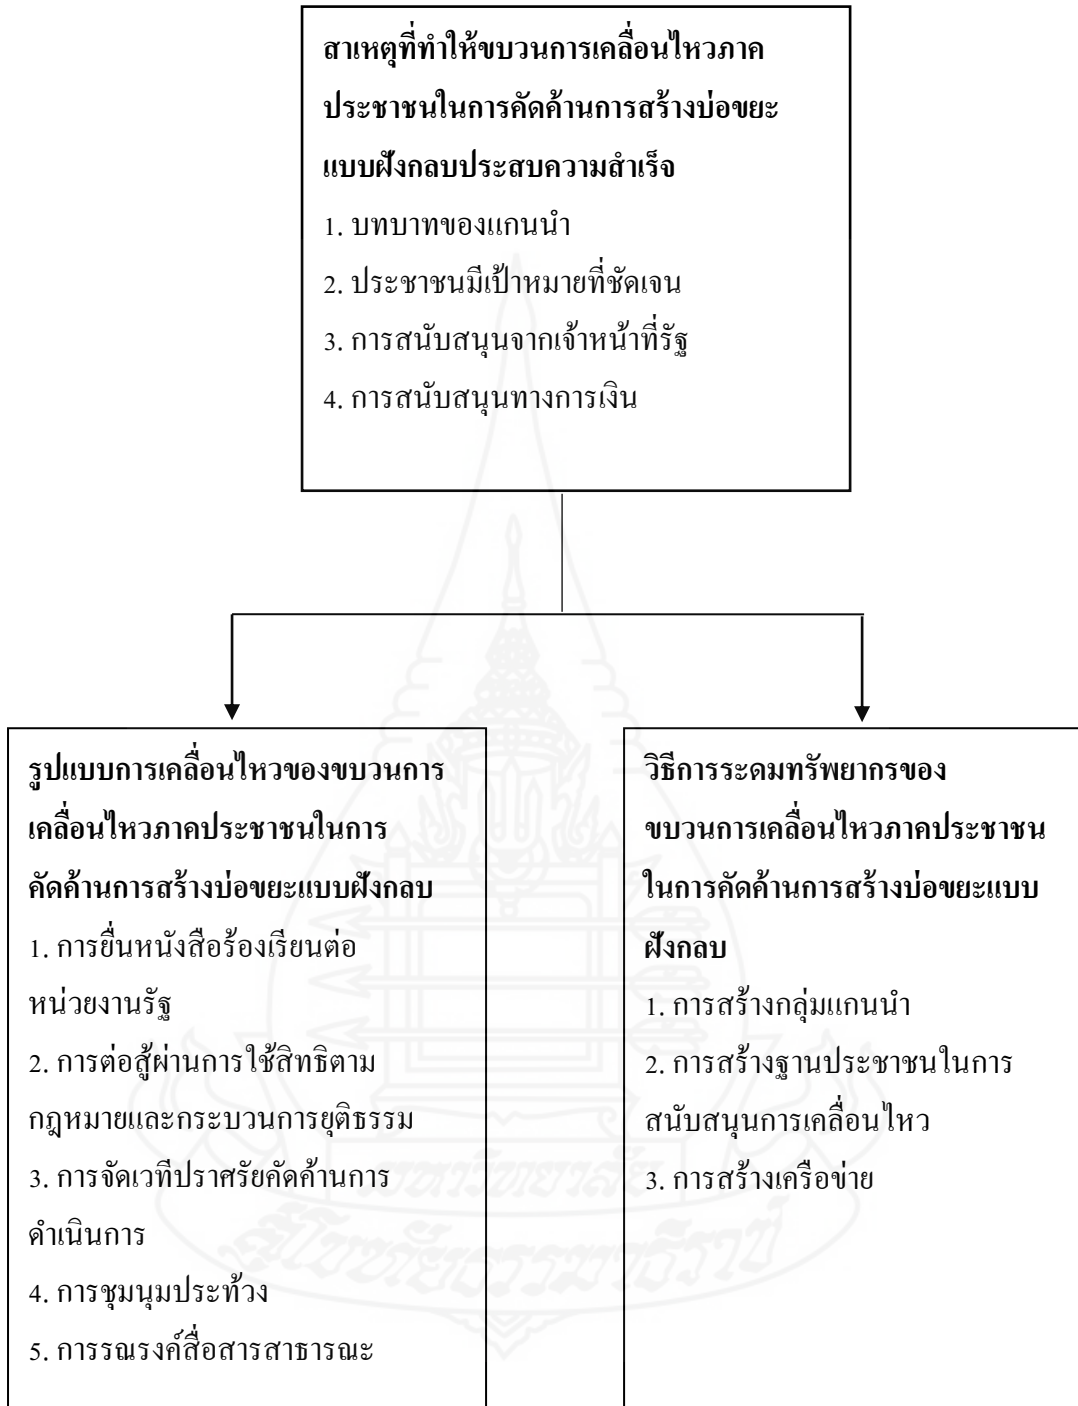 สาเหตุที่ทำให้ขบวนการเคลื่อนไหวภาค
ประชาชนในการคัดค้านการสร้างบ่อขยะ
แบบฝังกลบประสบความสำเร็จ
1. บทบาทของแกนนำ
2. ประชาชนมีเป้าหมายที่ชัดเจน
3. การสนับสนุนจากเจ้าหน้าที่รัฐ
4. การสนับสนุนทางการเงิน
รูปแบบการเคลื่อนไหวของขบวนการ
เคลื่อนไหวภาคประชาชนในการ
คัดค้านการสร้างบ่อขยะแบบฝังกลบ
1. การยื่นหนังสือร้องเรียนต่อ
หน่วยงานรัฐ
2. การต่อสู้ผ่านการใช้สิทธิตาม
กฎหมายและกระบวนการยุติธรรม
3. การจัดเวทีปราศรัยคัดค้านการ
ดำเนินการ
4. การชุมนุมประท้วง
5. การรณรงค์สื่อสารสาธารณะ
วิธีการระดมทรัพยากรของ
ขบวนการเคลื่อนไหวภาคประชาชน
ในการคัดค้านการสร้างบ่อขยะแบบ
ฝังกลบ
1. การสร้างกลุ่มแกนนำ
2. การสร้างฐานประชาชนในการ
สนับสนุนการเคลื่อนไหว
3. การสร้างเครือข่าย
มหาวิทยาลัย
สุโขทัยธรรมาธิราช